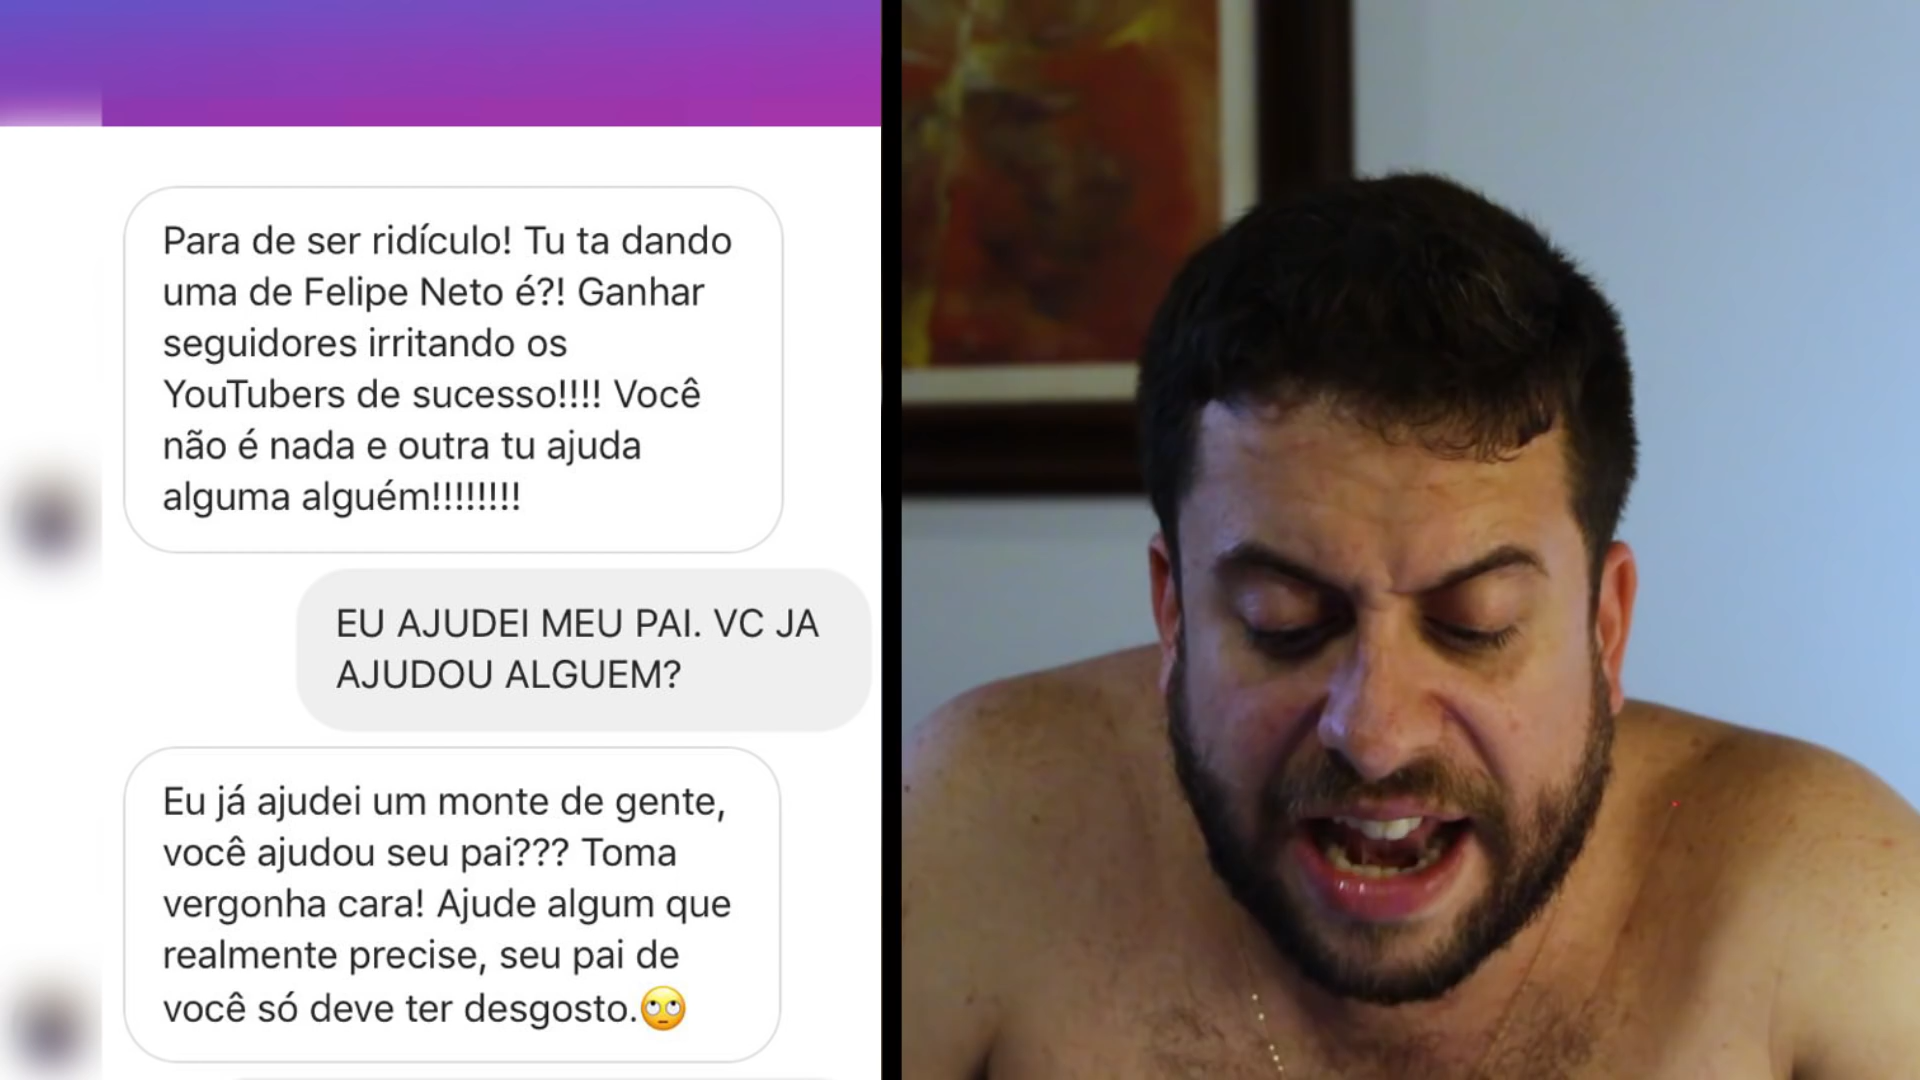 Para de ser ridículo! Tu ta dando
uma de Felipe Neto é?! Ganhar
seguidores irritando os
YouTubers de sucesso!!!! Você
não é nada e outra tu ajuda
alguma alguém!!!!!!!!
EU AJUDEI MEU PAI. VC JA
AJUDOU ALGUEM?
Eu já ajudei um monte de gente,
você ajudou seu pai??? Toma
vergonha cara! Ajude algum que
realmente precise, seu pai de
você só deve ter desgosto.🙄